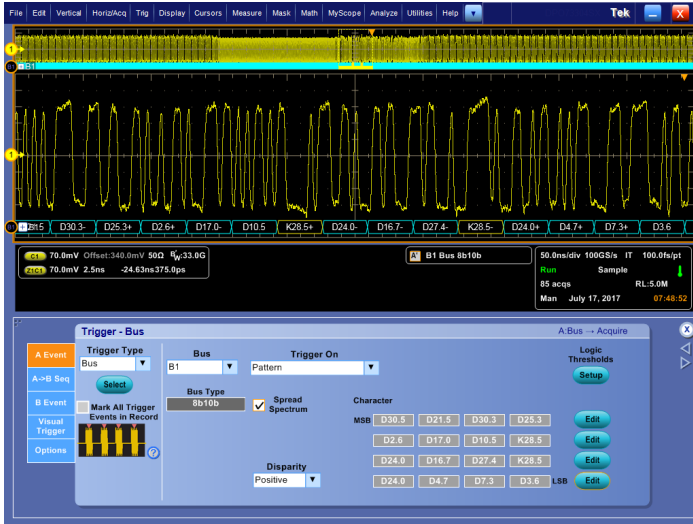 File Edit Vertical Horiz/Acq Trig Display Cursors Measure Mask Math MyScope Analyze Utilities Help Tek X
1
B1 B1
1
B1 D30.3- D25.3+ D2.6+ D17.0- D10.5 K28.5+ D24.0- D16.7- D27.4- K28.5- D24.0+ D4.7+ D7.3+ D3.6
C1 70.0mV Offset:340.0mV 50Ω BW:33.0G
Z1C1 70.0mV 2.5ns -24.63ns 375.0ps
A' B1 Bus 8b10b
50.0ns/div 100GS/s IT 100.0fs/pt
Run Sample
85 acqs RL:5.0M
Man July 17, 2017 07:48:52
Trigger - Bus A:Bus → Acquire X
A Event
A->B Seq
B Event
Visual
Trigger
Options
Trigger Type
Bus
Select
Mark All Trigger
Events in Record
?
Bus
B1
Bus Type
8b10b
Trigger On
Pattern
Spread
Spectrum
Disparity
Positive
Logic
Thresholds
Setup
Character
MSB D30.5 D21.5 D30.3 D25.3 Edit
D2.6 D17.0 D10.5 K28.5 Edit
D24.0 D16.7 D27.4 K28.5 Edit
D24.0 D4.7 D7.3 D3.6 LSB Edit